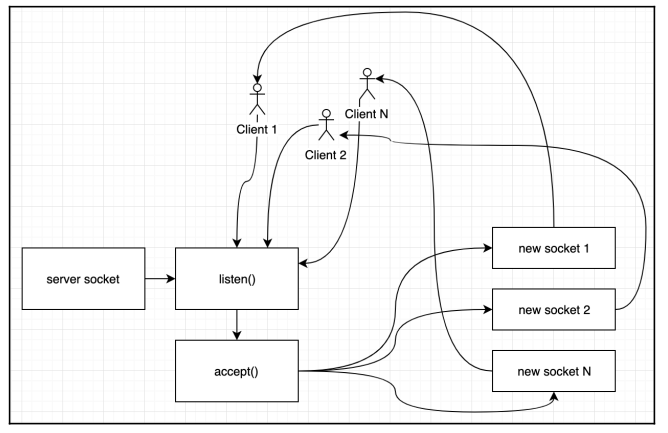 Client 1
Client N
Client 2
server socket
listen()
new socket 1
new socket 2
accept()
new socket N